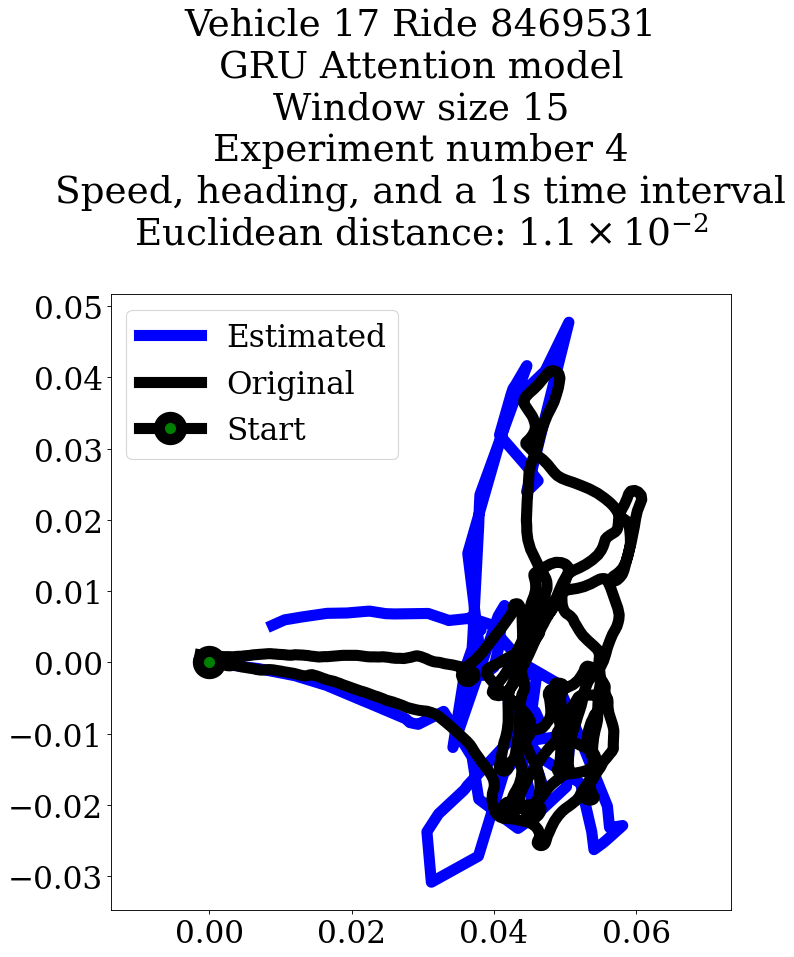 Vehicle 17 Ride 8469531
GRU Attention model
Window size 15
Experiment number 4
Speed, heading, and a 1s time interval
Euclidean distance: 1.1 × 10⁻²
Estimated
Original
Start
0.05
0.04
0.03
0.02
0.01
0.00
−0.01
−0.02
−0.03
0.00 0.02 0.04 0.06